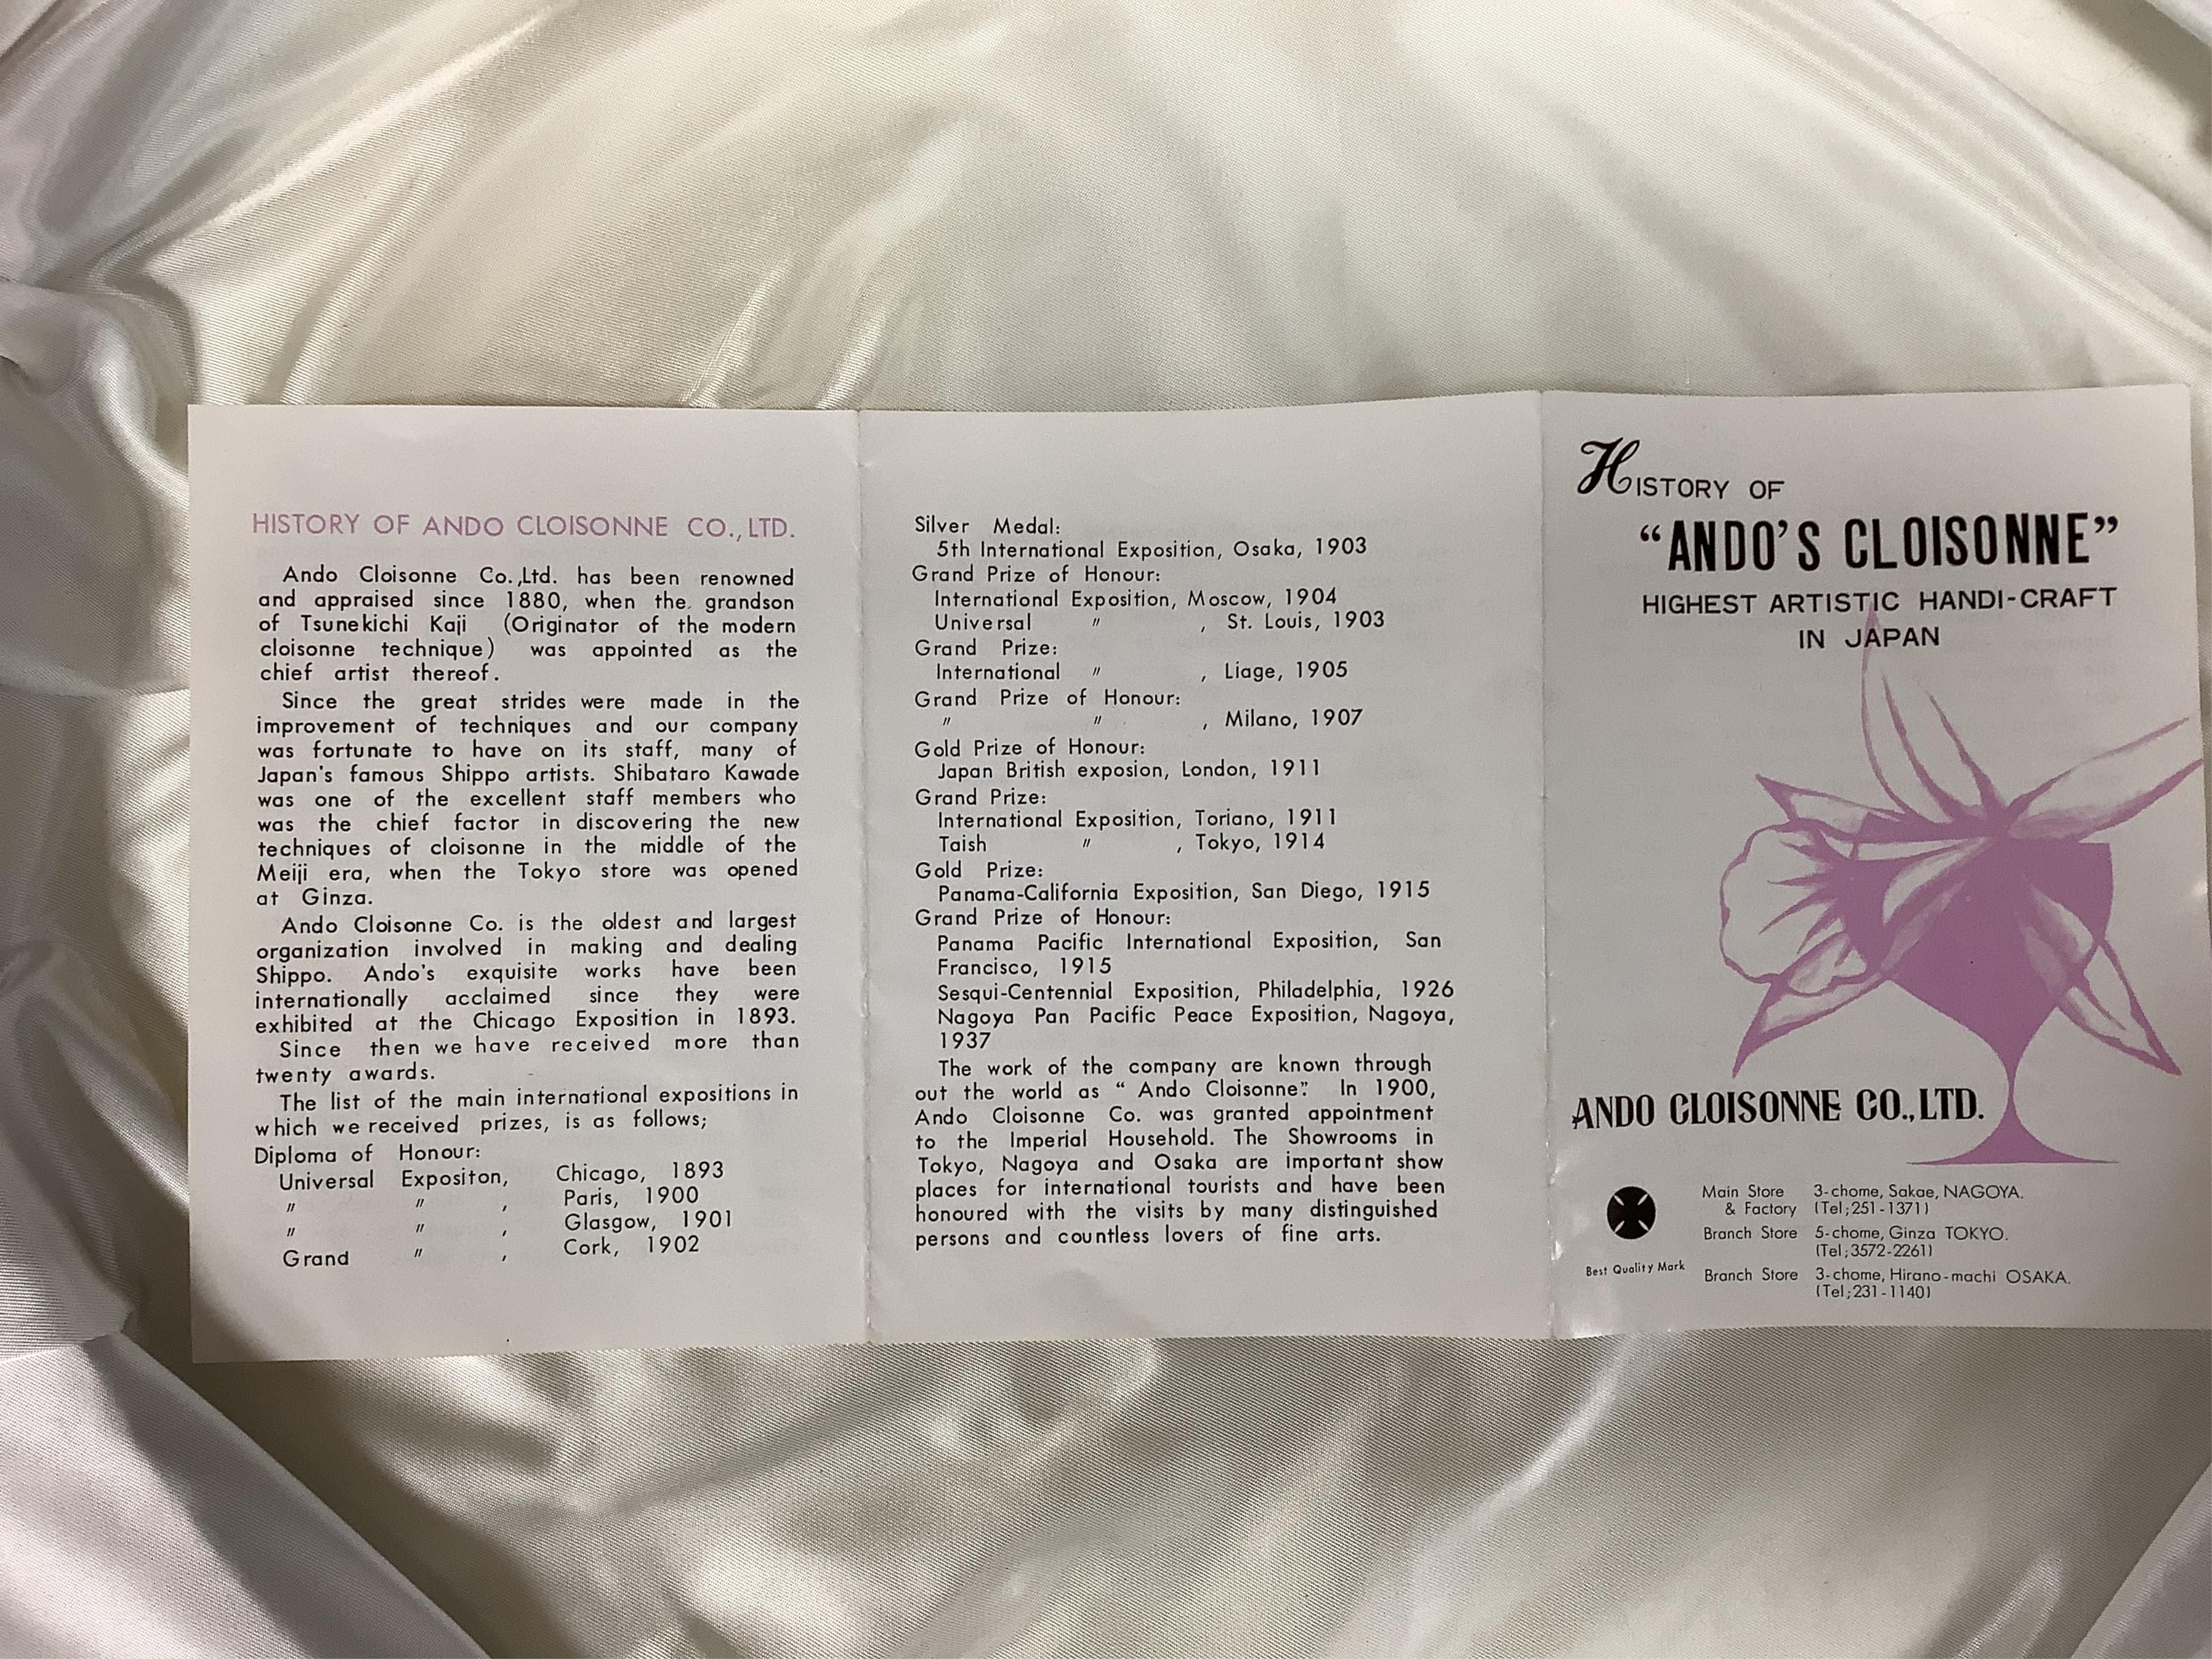 HISTORY OF ANDO CLOISONNE CO., LTD.
Ando Cloisonne Co.,Ltd. has been renowned
and appraised since 1880, when the grandson
of Tsunekichi Kaji (Originator of the modern
cloisonne technique) was appointed as the
chief artist thereof.
Since the great strides were made in the
improvement of techniques and our company
was fortunate to have on its staff, many of
Japan's famous Shippo artists. Shibataro Kawade
was one of the excellent staff members who
was the chief factor in discovering the new
techniques of cloisonne in the middle of the
Meiji era, when the Tokyo store was opened
at Ginza.
Ando Cloisonne Co. is the oldest and largest
organization involved in making and dealing
Shippo. Ando's exquisite works have been
internationally acclaimed since they were
exhibited at the Chicago Exposition in 1893.
Since then we have received more than
twenty awards.
The list of the main international expositions in
which we received prizes, is as follows;
Diploma of Honour:
Universal Expositon, Chicago, 1893
〃 〃 , Paris, 1900
〃 〃 , Glasgow, 1901
Grand 〃 , Cork, 1902
Silver Medal:
5th International Exposition, Osaka, 1903
Grand Prize of Honour:
International Exposition, Moscow, 1904
Universal 〃 , St. Louis, 1903
Grand Prize:
International 〃 , Liage, 1905
Grand Prize of Honour:
〃 〃 , Milano, 1907
Gold Prize of Honour:
Japan British exposion, London, 1911
Grand Prize:
International Exposition, Toriano, 1911
Taish 〃 , Tokyo, 1914
Gold Prize:
Panama-California Exposition, San Diego, 1915
Grand Prize of Honour:
Panama Pacific International Exposition, San
Francisco, 1915
Sesqui-Centennial Exposition, Philadelphia, 1926
Nagoya Pan Pacific Peace Exposition, Nagoya,
1937
The work of the company are known through
out the world as "Ando Cloisonne". In 1900,
Ando Cloisonne Co. was granted appointment
to the Imperial Household. The Showrooms in
Tokyo, Nagoya and Osaka are important show
places for international tourists and have been
honoured with the visits by many distinguished
persons and countless lovers of fine arts.
HISTORY OF
"ANDO'S CLOISONNE"
HIGHEST ARTISTIC HANDI-CRAFT
IN JAPAN
ANDO CLOISONNE CO., LTD.
Best Quality Mark
Main Store 3-chome, Sakae, NAGOYA.
& Factory (Tel;251-1371)
Branch Store 5-chome, Ginza TOKYO.
(Tel;3572-2261)
Branch Store 3-chome, Hirano-machi OSAKA.
(Tel;231-1140)